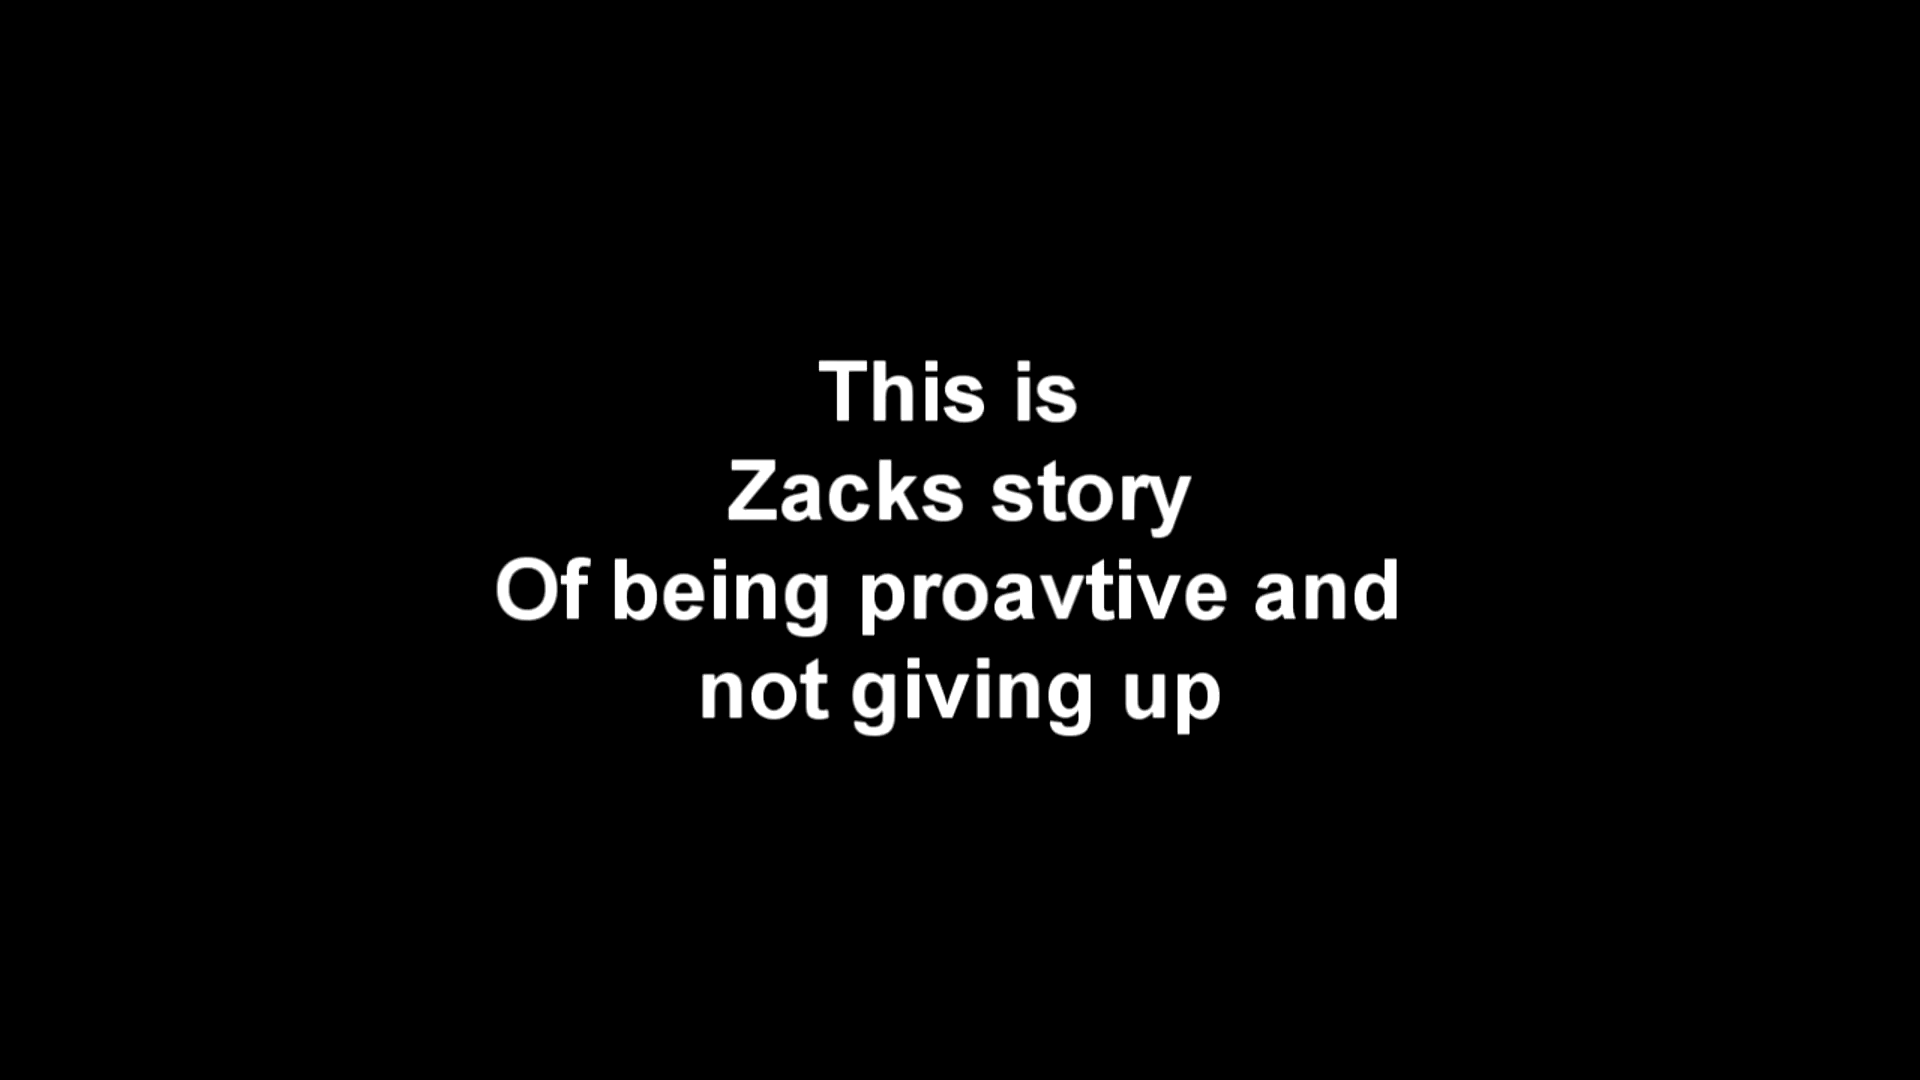 This is
Zacks story
Of being proavtive and
not giving up